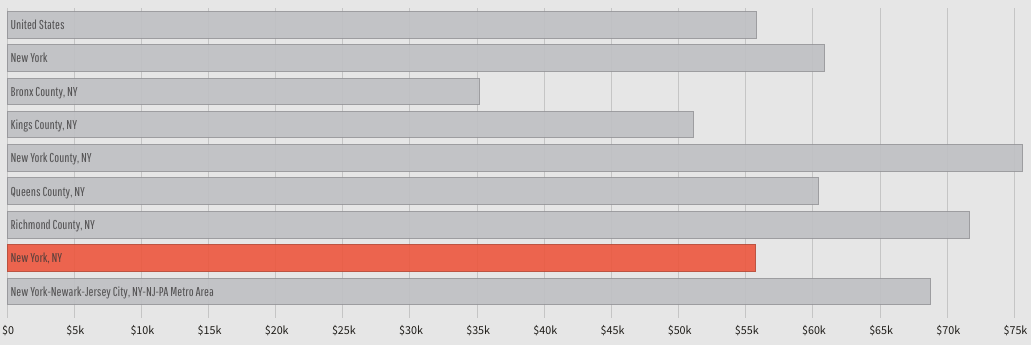 United States
New York
Bronx County, NY
Kings County, NY
New York County, NY
Queens County, NY
Richmond County, NY
New York, NY
New York-Newark-Jersey City, NY-NJ-PA Metro Area
$0 $5k $10k $15k $20k $25k $30k $35k $40k $45k $50k $55k $60k $65k $70k $75k